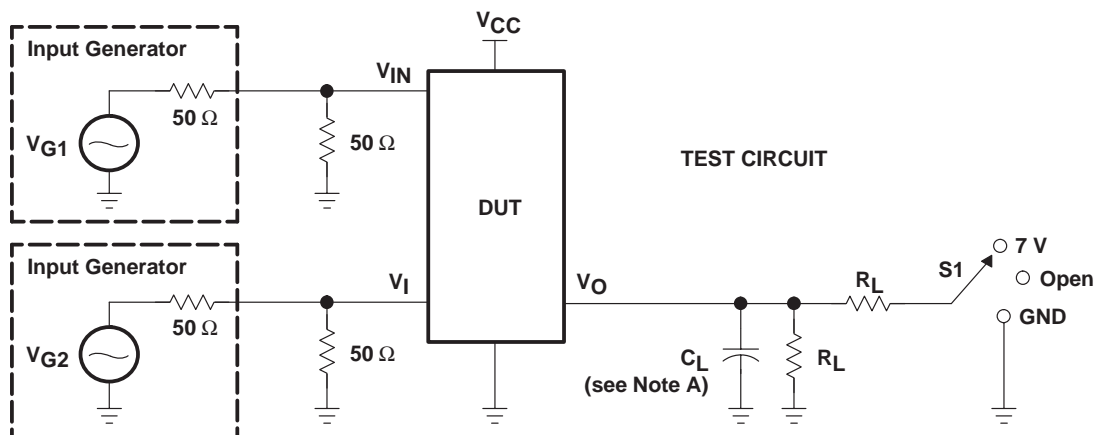 VCC
Input Generator
VIN
50 Ω
VG1
50 Ω
TEST CIRCUIT
DUT
Input Generator
7 V
VI
VO
S1
RL
Open
50 Ω
GND
VG2
50 Ω
CL
(see Note A)
RL